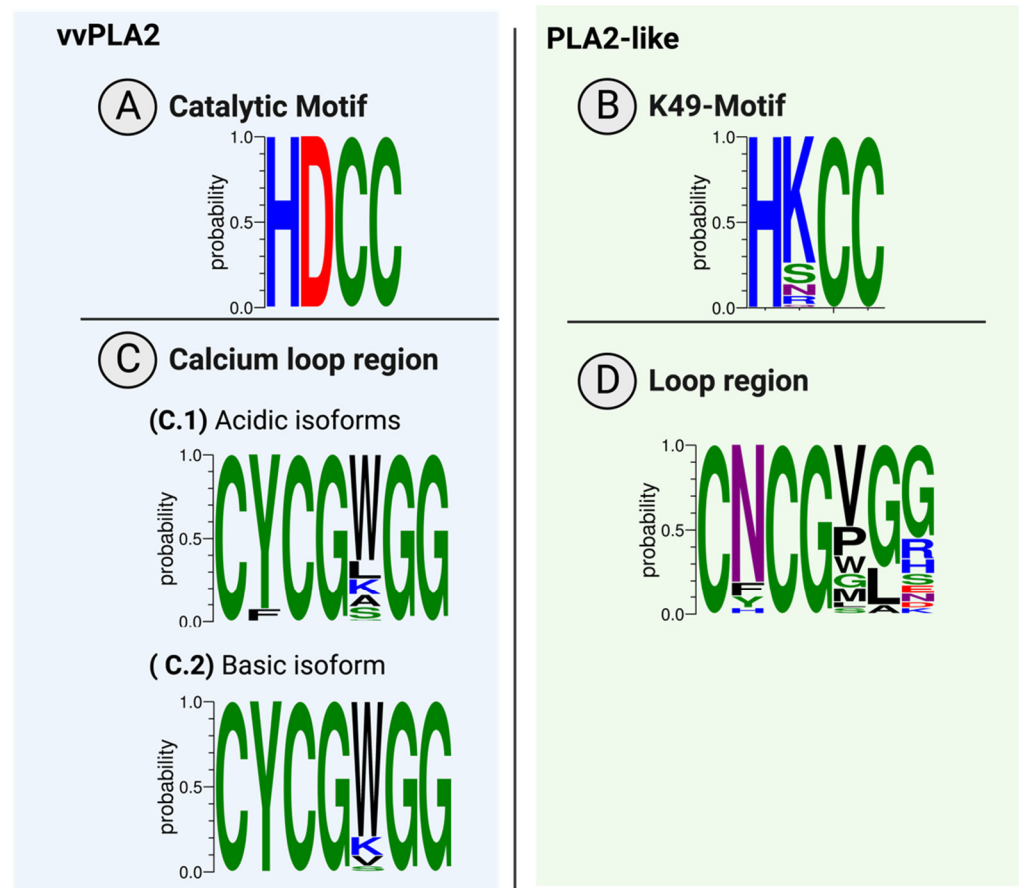 vvPLA2
A Catalytic Motif
probability
1.0
0.5
0.0
HDCC
C Calcium loop region
(C.1) Acidic isoforms
probability
1.0
0.5
0.0
CYCGWGG
F
L
K
A
S
( C.2) Basic isoform
probability
1.0
0.5
0.0
CYCGWGG
K
V
S
PLA2-like
B K49-Motif
probability
1.0
0.5
0.0
HKCC
S
N
R
D Loop region
probability
1.0
0.5
0.0
CNCGVGG
P R
F W L H
Y G S
H M A E
L N
S D
K